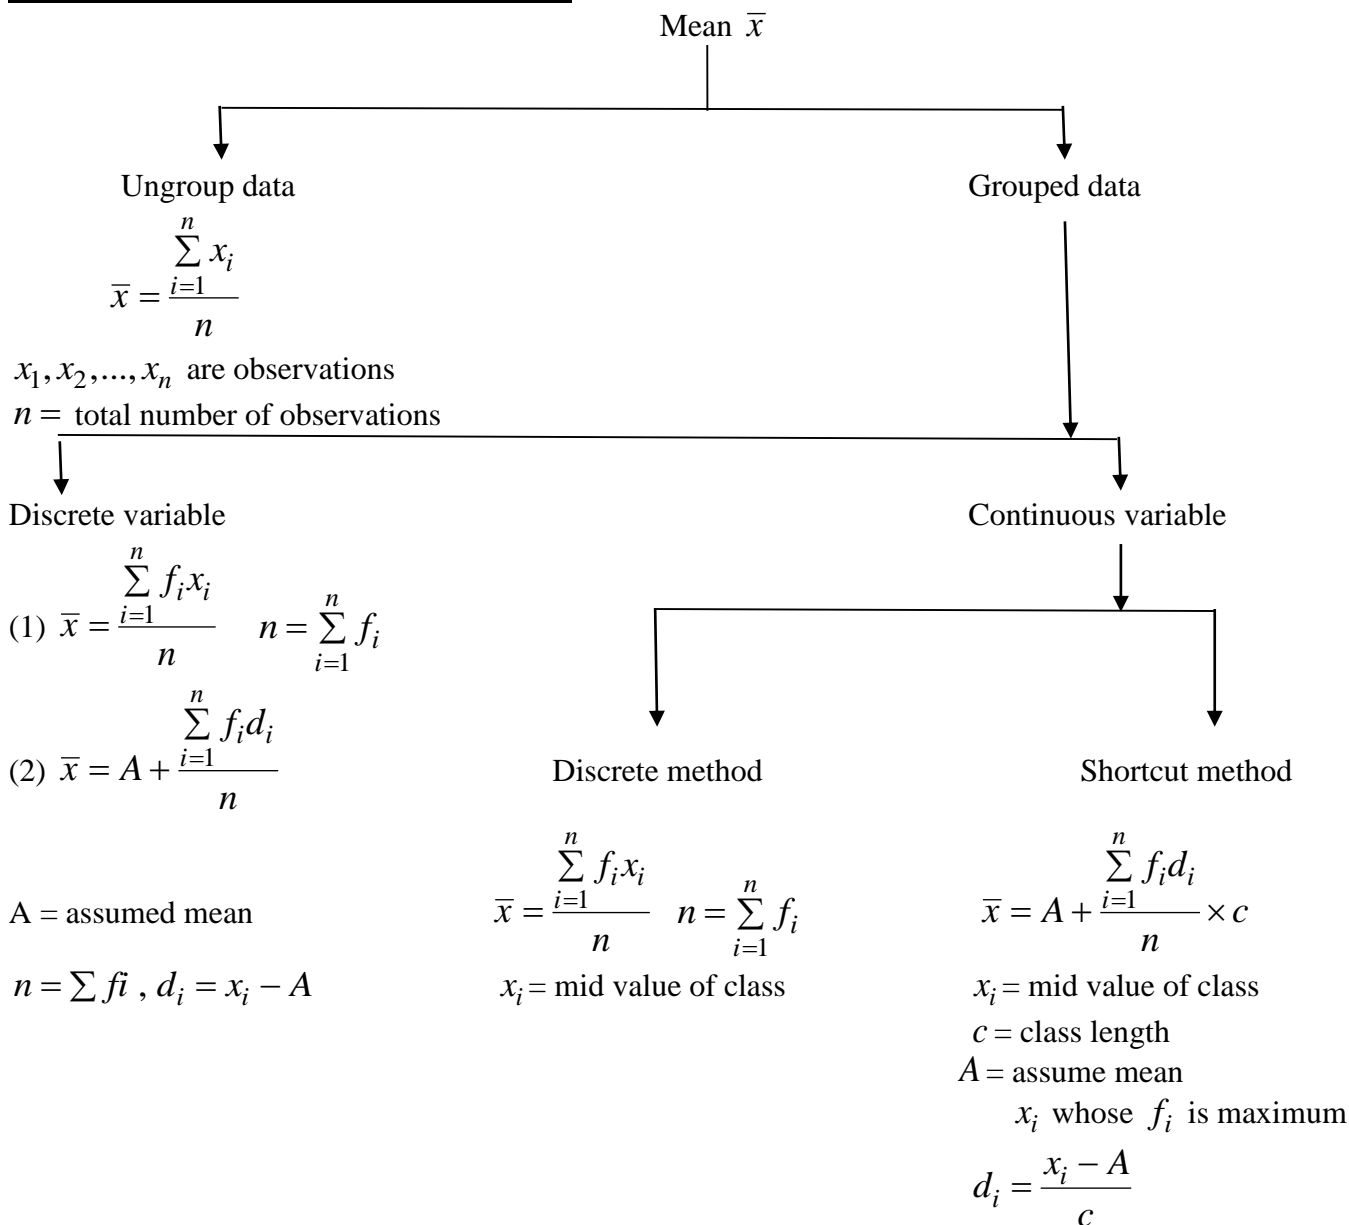 Mean x̄
Ungroup data
Grouped data
x̄ = (∑_{i=1}^{n} x_i) / n
x_1, x_2, ..., x_n are observations
n = total number of observations
Discrete variable
Continuous variable
(1) x̄ = (∑_{i=1}^{n} f_i x_i) / n   n = ∑_{i=1}^{n} f_i
(2) x̄ = A + (∑_{i=1}^{n} f_i d_i) / n
A = assumed mean
n = ∑ fi , d_i = x_i − A
Discrete method
x̄ = (∑_{i=1}^{n} f_i x_i) / n   n = ∑_{i=1}^{n} f_i
x_i = mid value of class
Shortcut method
x̄ = A + (∑_{i=1}^{n} f_i d_i) / n × c
x_i = mid value of class
c = class length
A = assume mean
x_i whose f_i is maximum
d_i = (x_i − A) / c